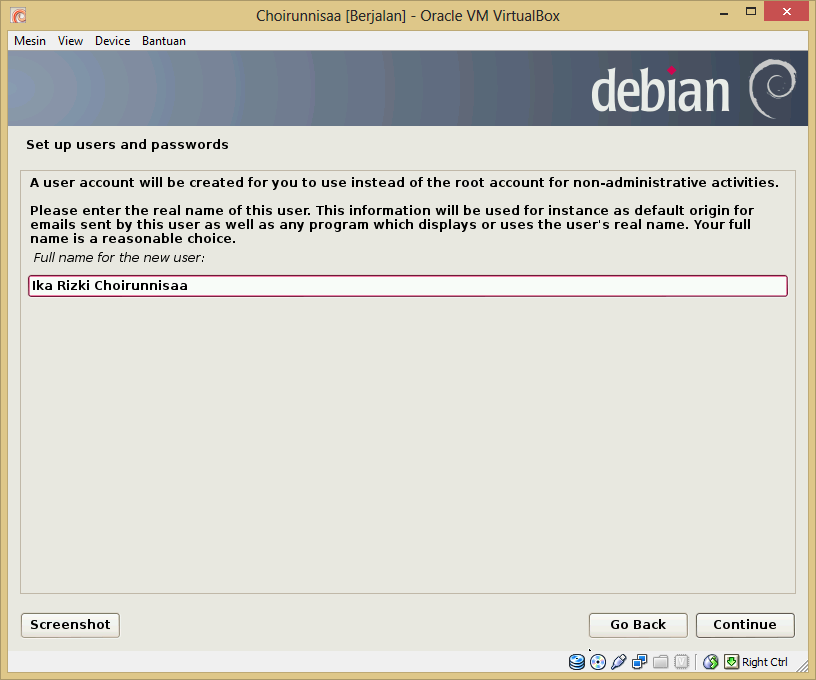 Choirunnisaa [Berjalan] - Oracle VM VirtualBox
Mesin View Device Bantuan
debian
Set up users and passwords
A user account will be created for you to use instead of the root account for non-administrative activities.
Please enter the real name of this user. This information will be used for instance as default origin for
emails sent by this user as well as any program which displays or uses the user's real name. Your full
name is a reasonable choice.
Full name for the new user:
Ika Rizki Choirunnisaa
Screenshot Go Back Continue
Right Ctrl